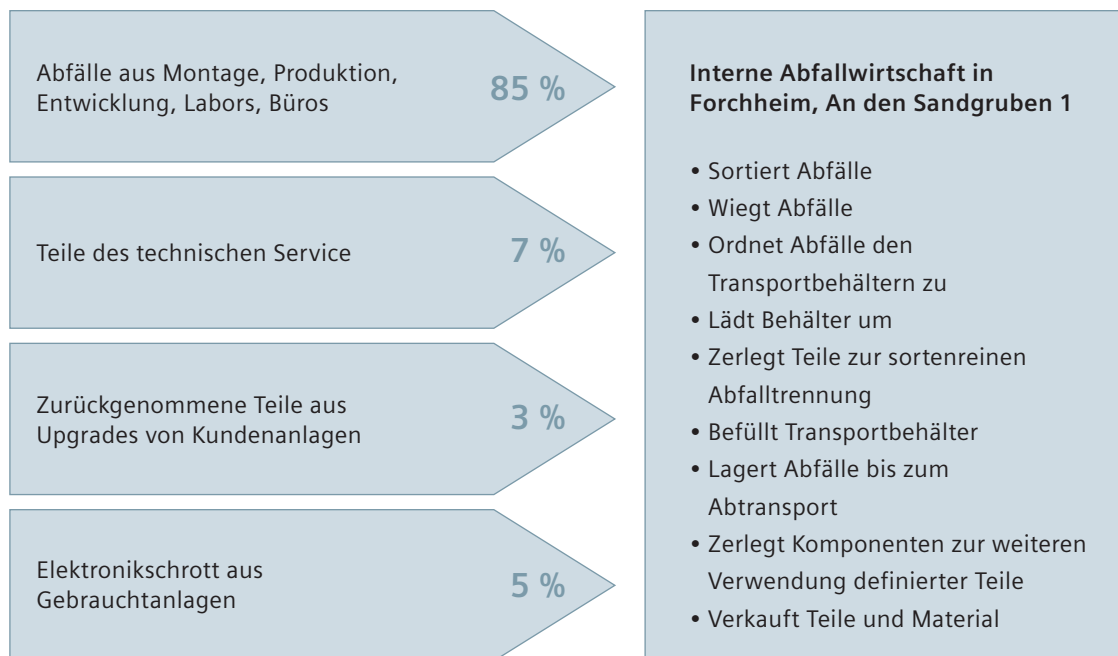 Abfälle aus Montage, Produktion,
Entwicklung, Labors, Büros
85 %
Teile des technischen Service
7 %
Zurückgenommene Teile aus
Upgrades von Kundenanlagen
3 %
Elektronikschrott aus
Gebrauchtanlagen
5 %
Interne Abfallwirtschaft in
Forchheim, An den Sandgruben 1
• Sortiert Abfälle
• Wiegt Abfälle
• Ordnet Abfälle den
Transportbehältern zu
• Lädt Behälter um
• Zerlegt Teile zur sortenreinen
Abfalltrennung
• Befüllt Transportbehälter
• Lagert Abfälle bis zum
Abtransport
• Zerlegt Komponenten zur weiteren
Verwendung definierter Teile
• Verkauft Teile und Material